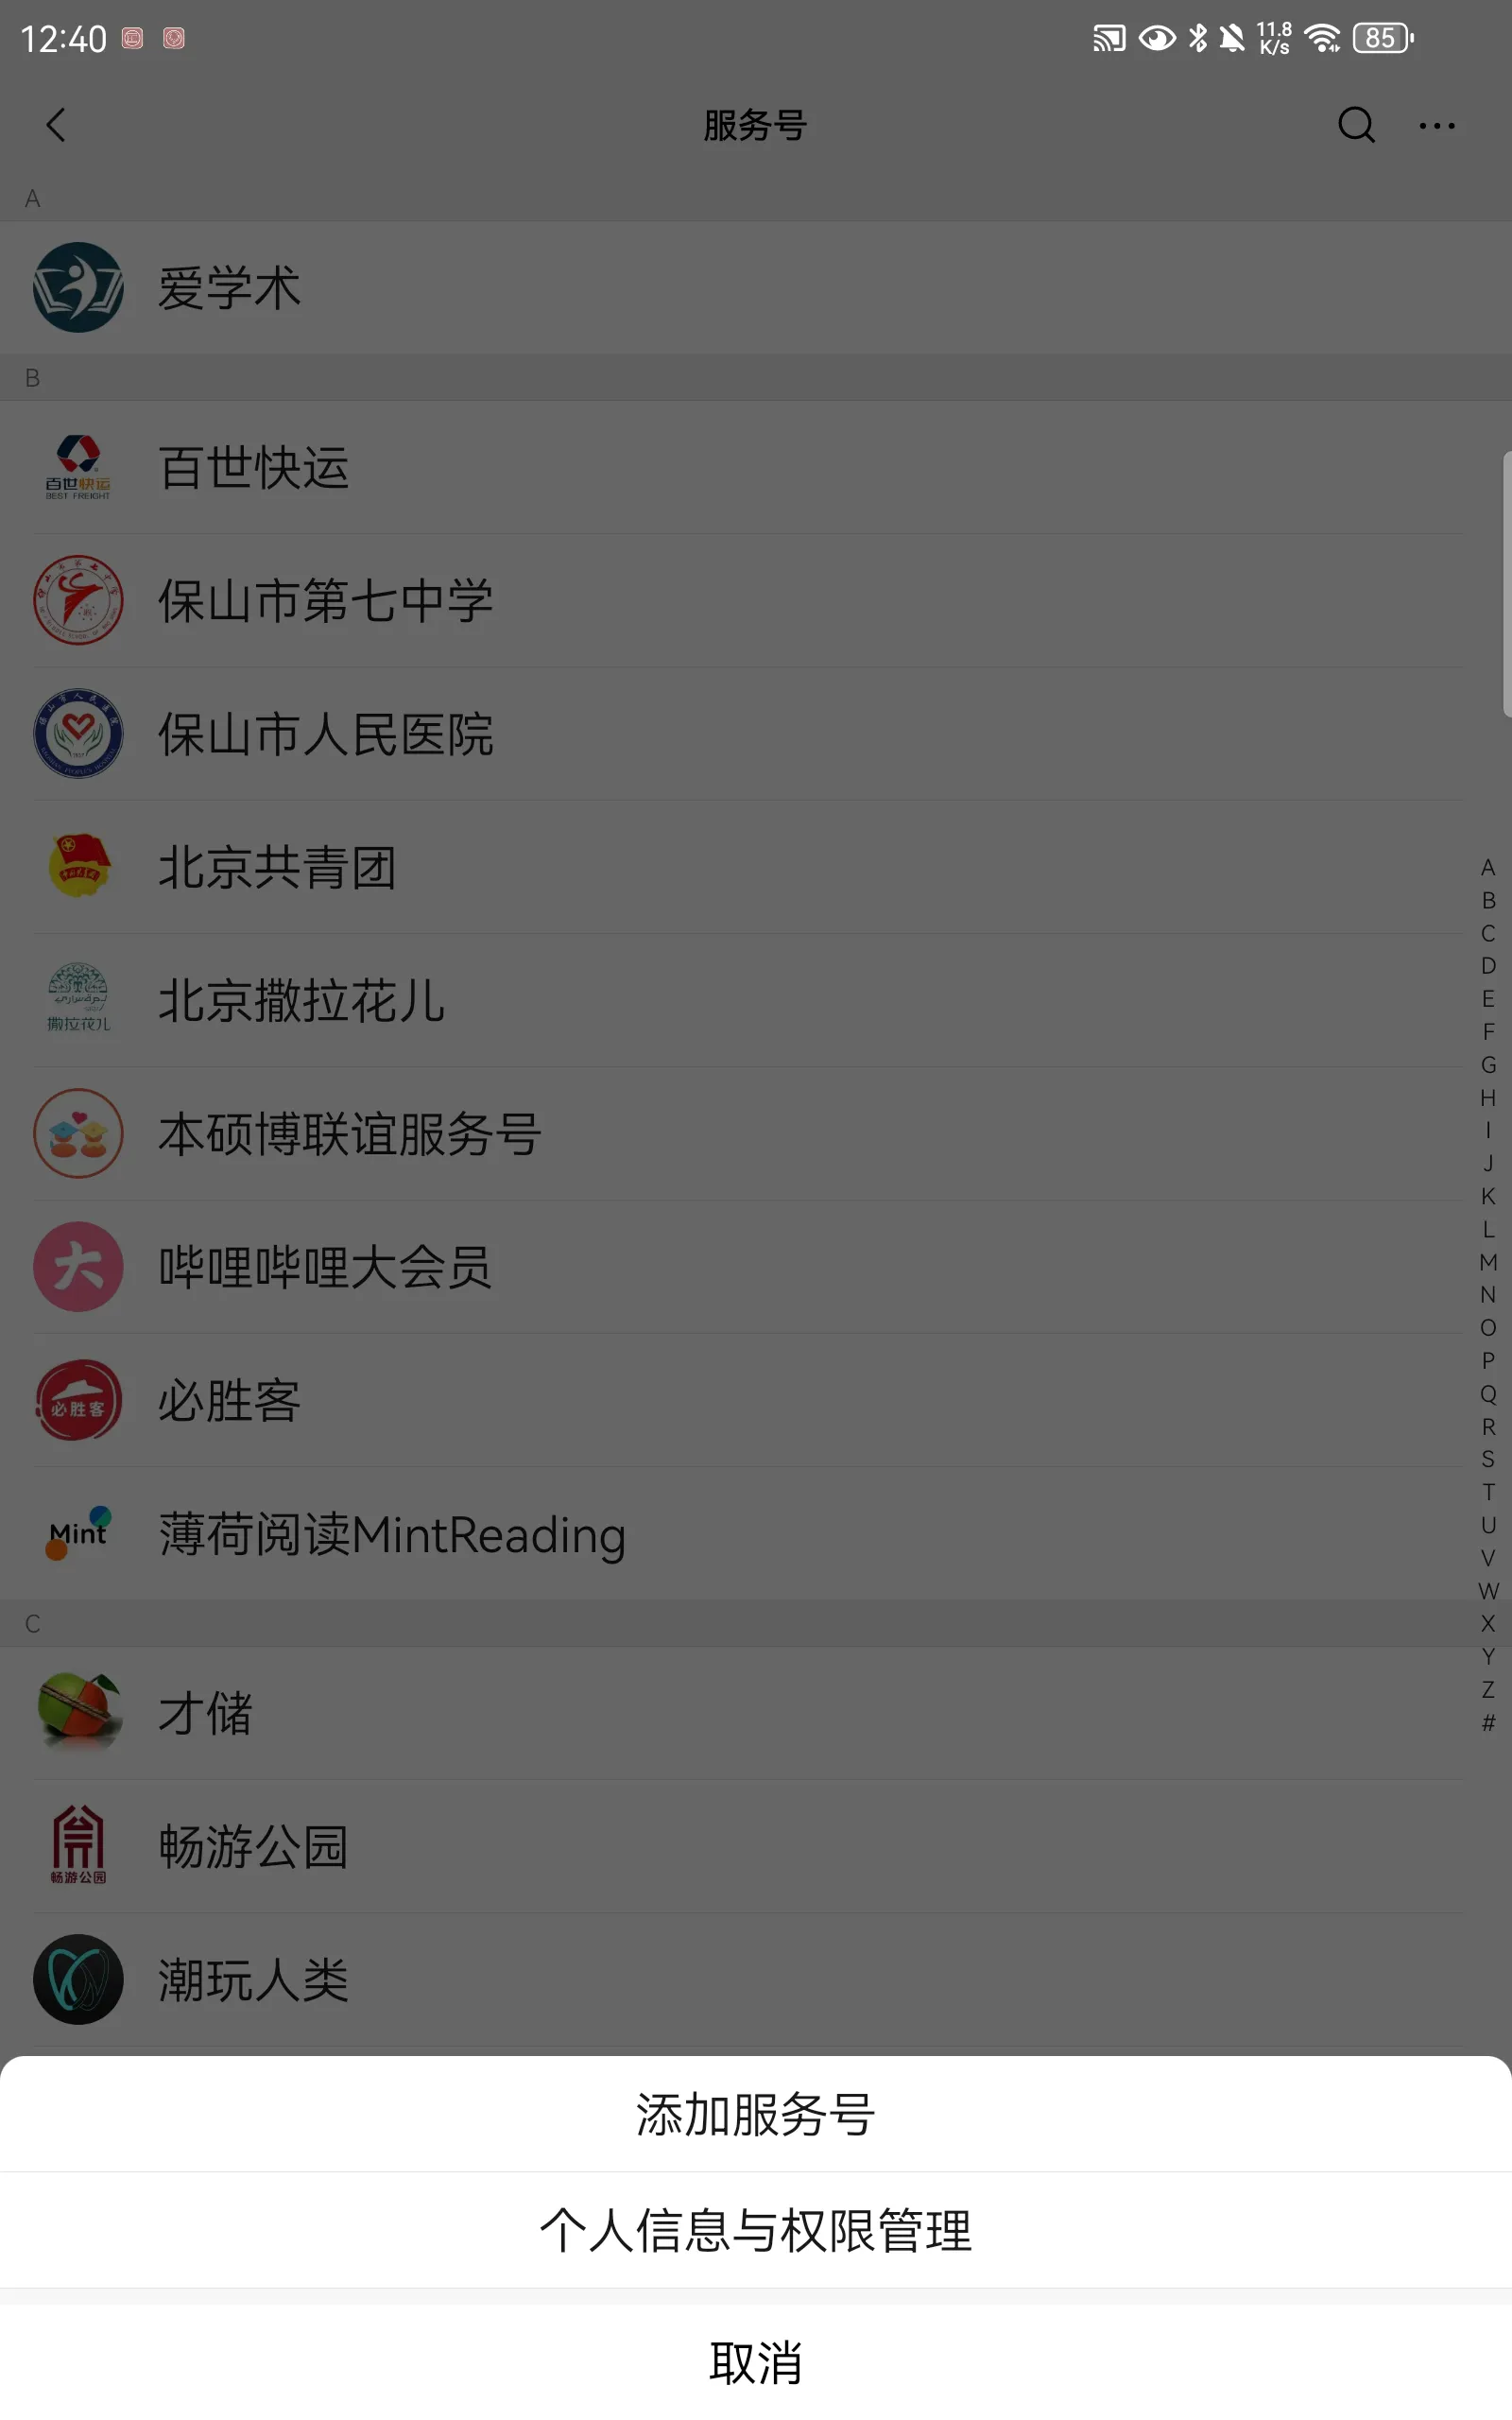 12:40
11.8
K/s
85
服务号
A
爱学术
B
百世快运
BEST FREIGHT
百世快运
保山市第七中学
保山市人民医院
北京共青团
撒拉花儿
北京撒拉花儿
本硕博联谊服务号
大
哔哩哔哩大会员
必胜客
必胜客
Mint
薄荷阅读MintReading
C
才储
畅游公园
畅游公园
潮玩人类
A
B
C
D
E
F
G
H
I
J
K
L
M
N
O
P
Q
R
S
T
U
V
W
X
Y
Z
#
添加服务号
个人信息与权限管理
取消